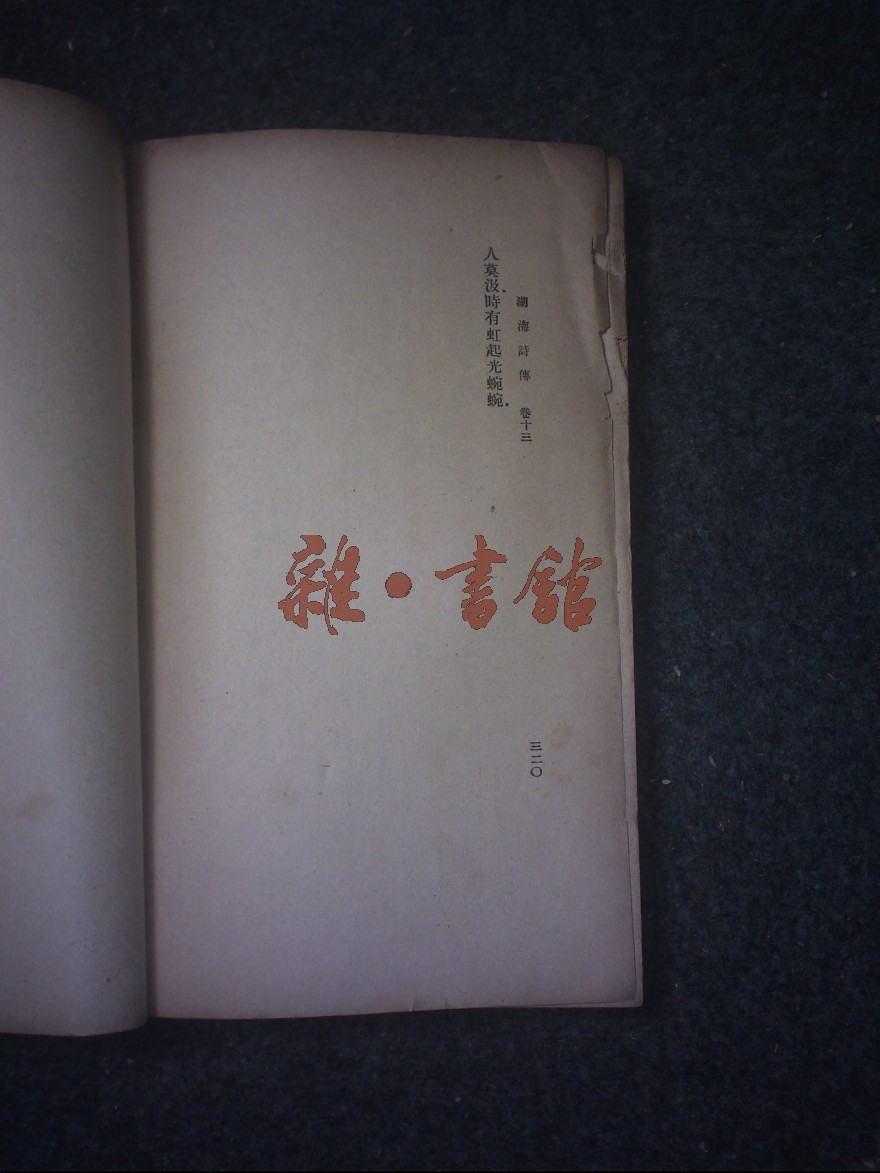 湖海詩傳 卷十三
三二〇
人莫汲.時有虹起光蜿蜿.
雜·書館